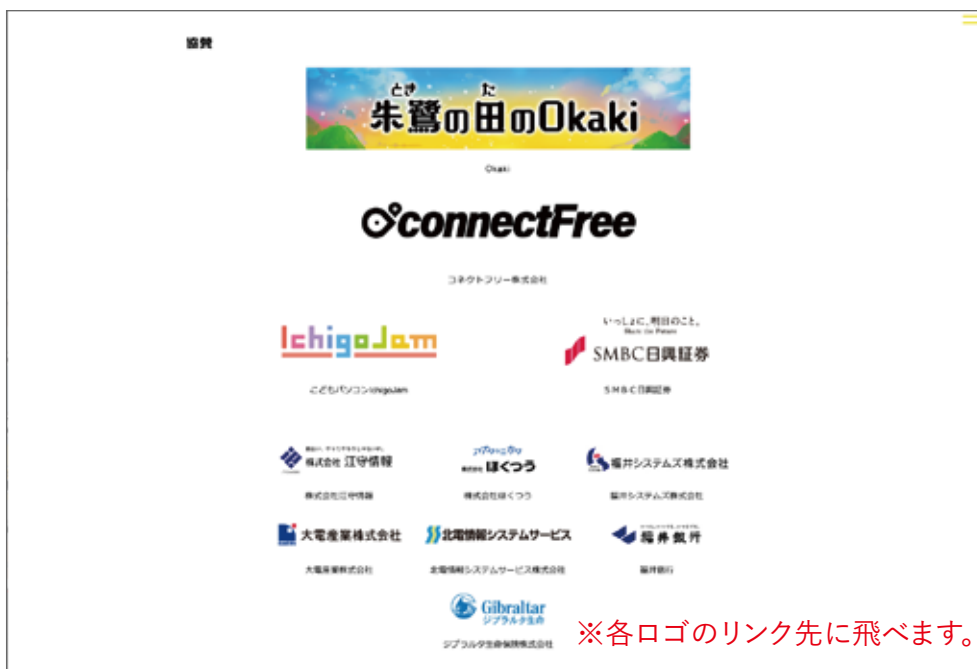 協賛
とき た
朱鷺の田のOkaki
Okaki
connectFree
コネクトフリー株式会社
IchigoJam
こどもパソコンIchigoJam
いっしょに、明日のこと。
Share the Future
SMBC日興証券
SMBC日興証券
株式会社 江守情報
株式会社江守情報
株式会社 ほくつう
株式会社ほくつう
福井システムズ株式会社
福井システムズ株式会社
大電産業株式会社
大電産業株式会社
北電情報システムサービス
北電情報システムサービス株式会社
福井銀行
福井銀行
Gibraltar
ジブラルタ生命
ジブラルタ生命保険株式会社
※各ロゴのリンク先に飛べます。